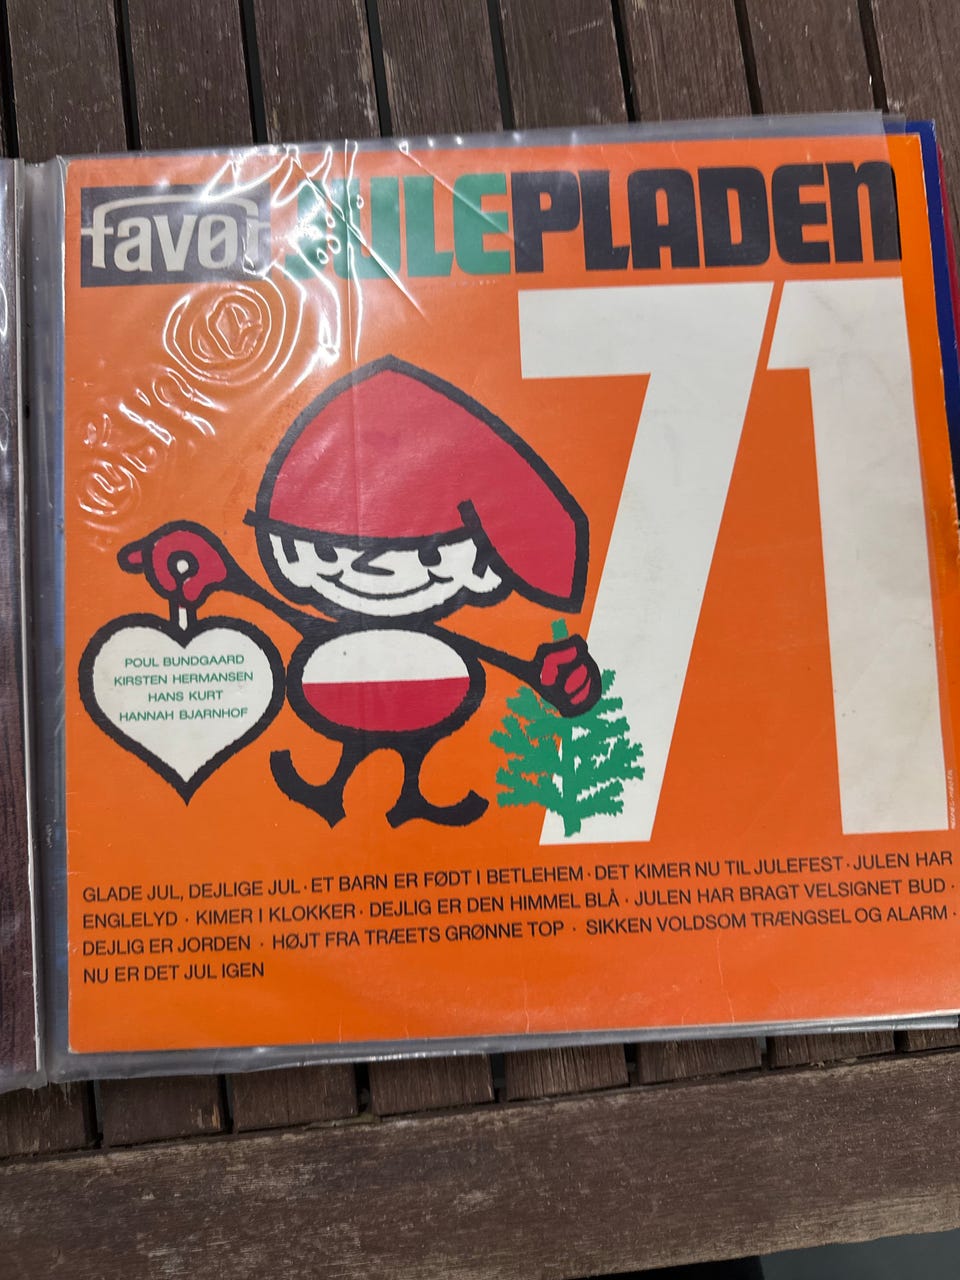 favør JULEPLADEN
71
POUL BUNDGAARD
KIRSTEN HERMANSEN
HANS KURT
HANNAH BJARNHOF
GLADE JUL, DEJLIGE JUL · ET BARN ER FØDT I BETLEHEM · DET KIMER NU TIL JULEFEST · JULEN HAR
ENGLELYD · KIMER I KLOKKER · DEJLIG ER DEN HIMMEL BLÅ · JULEN HAR BRAGT VELSIGNET BUD ·
DEJLIG ER JORDEN · HØJT FRA TRÆETS GRØNNE TOP · SIKKEN VOLDSOM TRÆNGSEL OG ALARM ·
NU ER DET JUL IGEN